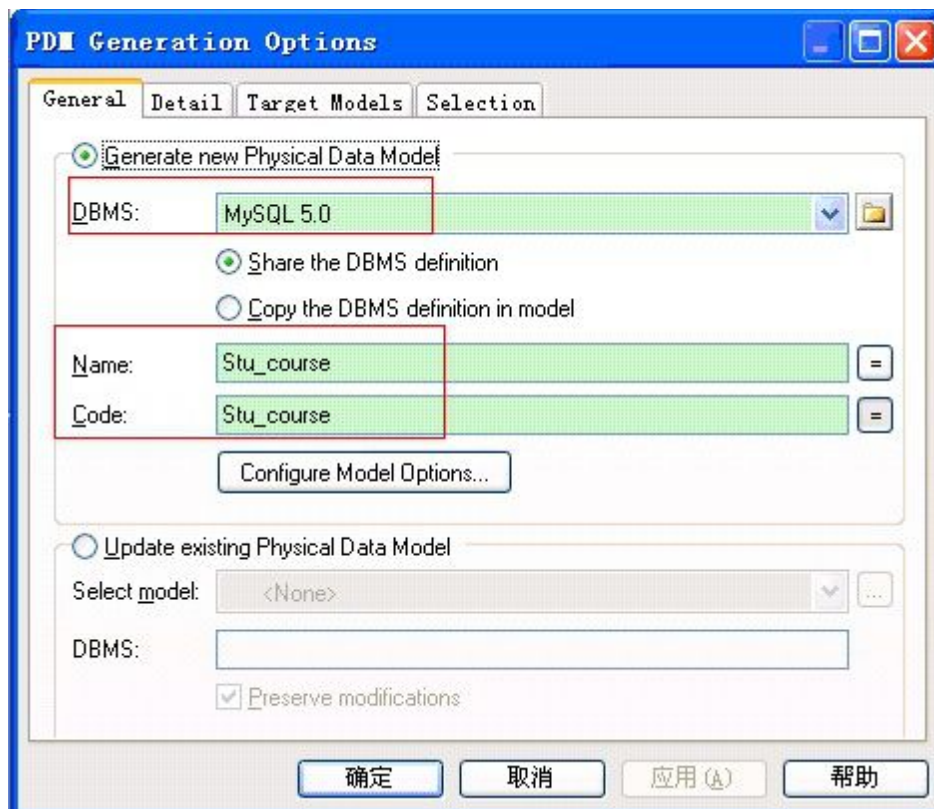 PDM Generation Options
General Detail Target Models Selection
Generate new Physical Data Model
DBMS: MySQL 5.0
Share the DBMS definition
Copy the DBMS definition in model
Name: Stu_course =
Code: Stu_course =
Configure Model Options...
Update existing Physical Data Model
Select model: <None> ...
DBMS:
Preserve modifications
确定 取消 应用(A) 帮助